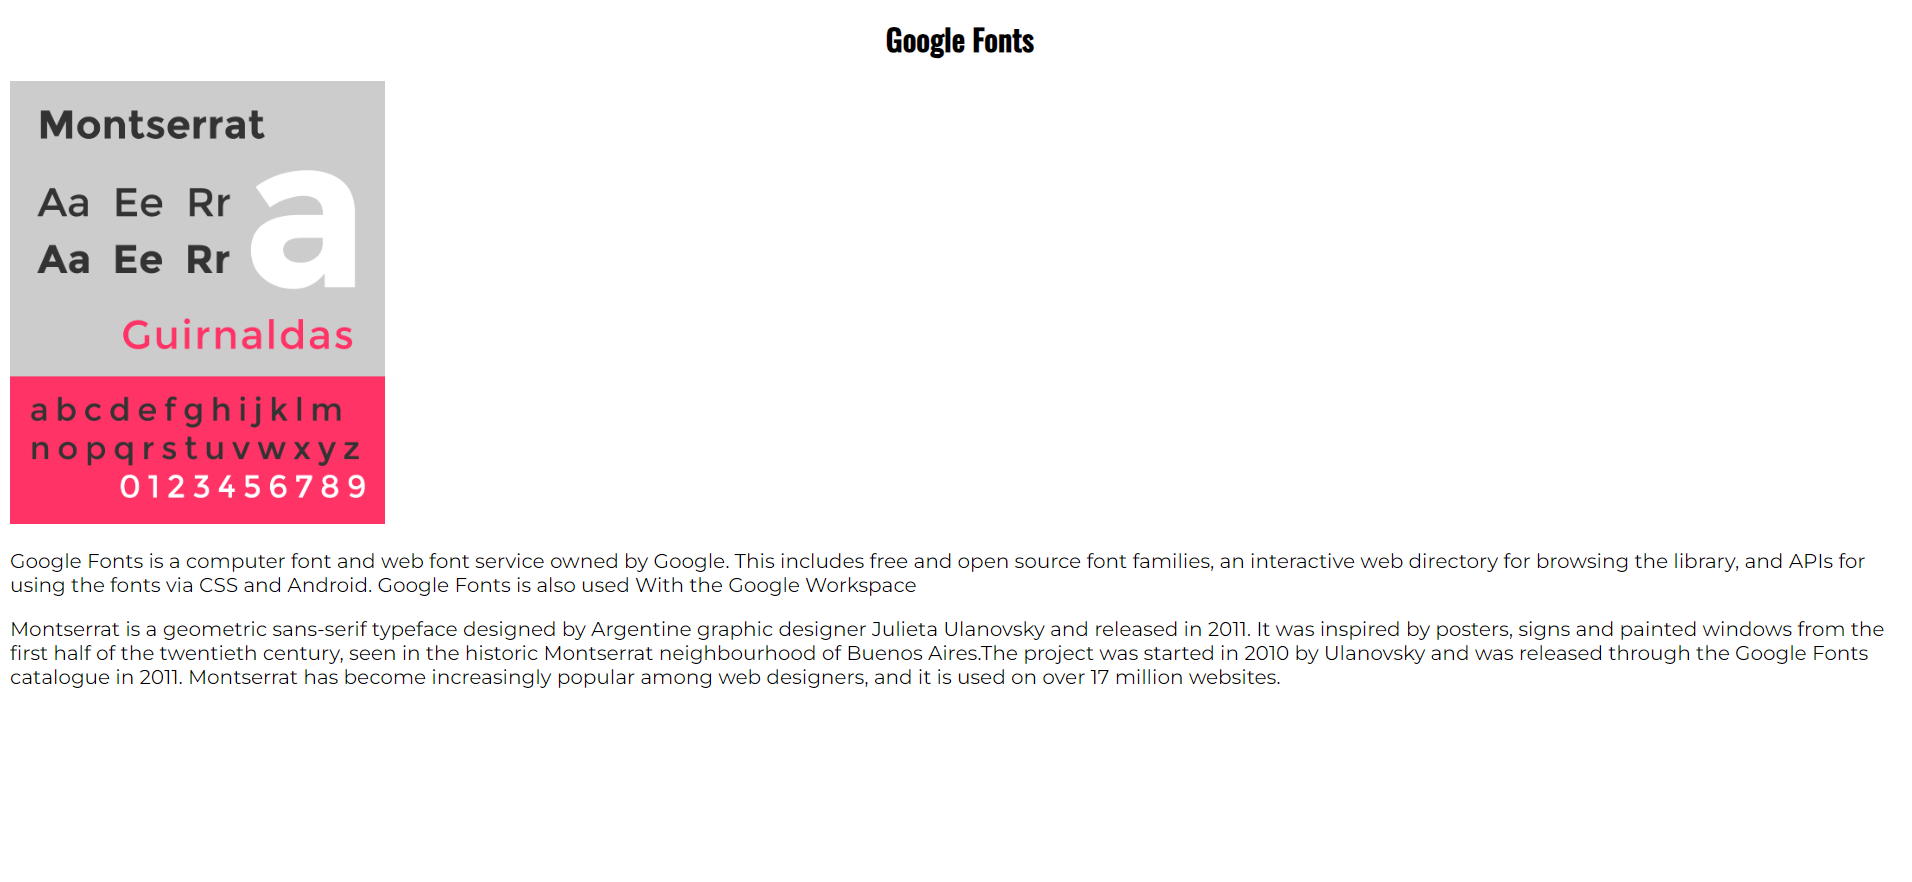 Google Fonts
Montserrat
Aa Ee Rr
a
Aa Ee Rr
Guirnaldas
a b c d e f g h i j k l m
n o p q r s t u v w x y z
0 1 2 3 4 5 6 7 8 9
Google Fonts is a computer font and web font service owned by Google. This includes free and open source font families, an interactive web directory for browsing the library, and APIs for
using the fonts via CSS and Android. Google Fonts is also used With the Google Workspace
Montserrat is a geometric sans-serif typeface designed by Argentine graphic designer Julieta Ulanovsky and released in 2011. It was inspired by posters, signs and painted windows from the
first half of the twentieth century, seen in the historic Montserrat neighbourhood of Buenos Aires.The project was started in 2010 by Ulanovsky and was released through the Google Fonts
catalogue in 2011. Montserrat has become increasingly popular among web designers, and it is used on over 17 million websites.